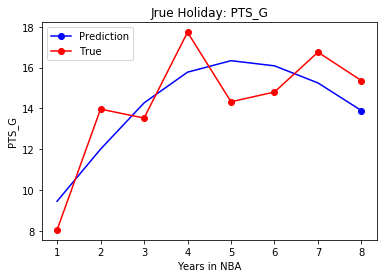 Jrue Holiday: PTS_G
Prediction
True
PTS_G
18
16
14
12
10
8
1 2 3 4 5 6 7 8
Years in NBA